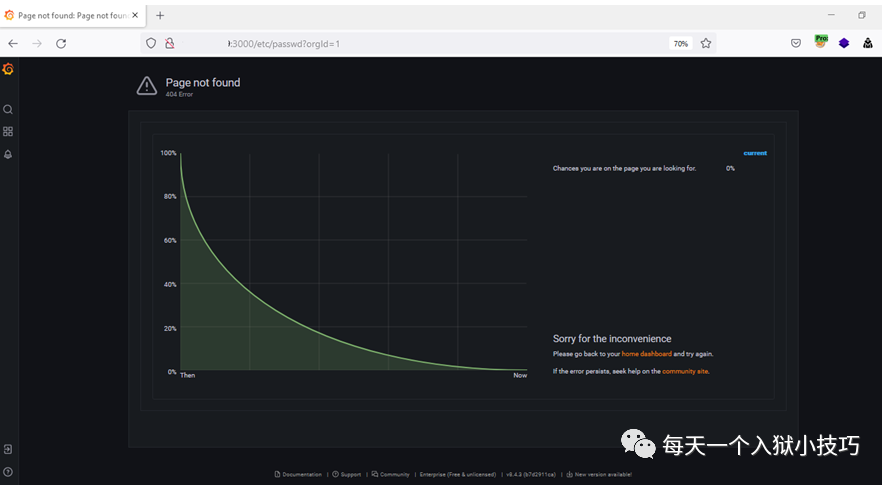 Page not found: Page not foun
:3000/etc/passwd?orgId=1
70%
Pro:
Page not found
404 Error
100%
80%
60%
40%
20%
0%
Then
Now
current
Chances you are on the page you are looking for.
0%
Sorry for the inconvenience
Please go back to your home dashboard and try again.
If the error persists, seek help on the community site.
每天一个入狱小技巧
Documentation | Support | Community | Enterprise (Free & unlicensed) | v8.4.3 (b7d2911ca) | New version available!